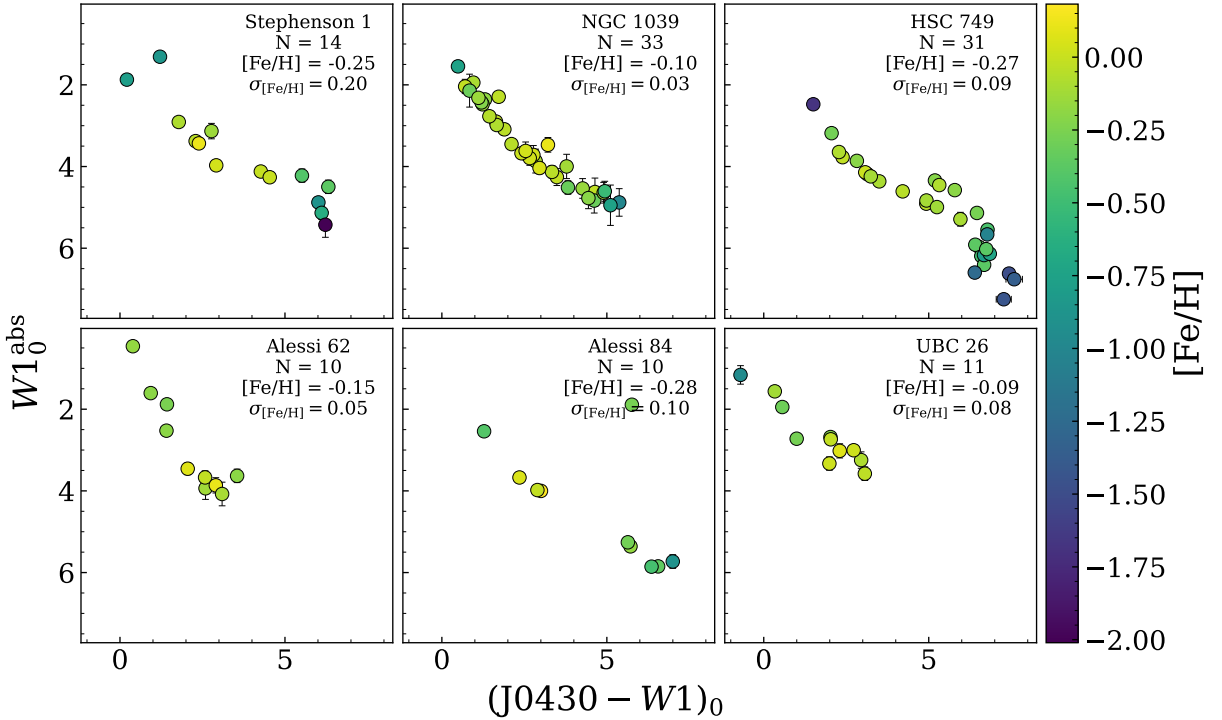 Stephenson 1
N = 14
[Fe/H] = -0.25
σ[Fe/H] = 0.20
NGC 1039
N = 33
[Fe/H] = -0.10
σ[Fe/H] = 0.03
HSC 749
N = 31
[Fe/H] = -0.27
σ[Fe/H] = 0.09
2
4
6
Alessi 62
N = 10
[Fe/H] = -0.15
σ[Fe/H] = 0.05
Alessi 84
N = 10
[Fe/H] = -0.28
σ[Fe/H] = 0.10
UBC 26
N = 11
[Fe/H] = -0.09
σ[Fe/H] = 0.08
2
4
6
W1₀ᵃᵇˢ
0 5
0 5
0 5
(J0430 − W1)₀
0.00
−0.25
−0.50
−0.75
−1.00
−1.25
−1.50
−1.75
−2.00
[Fe/H]